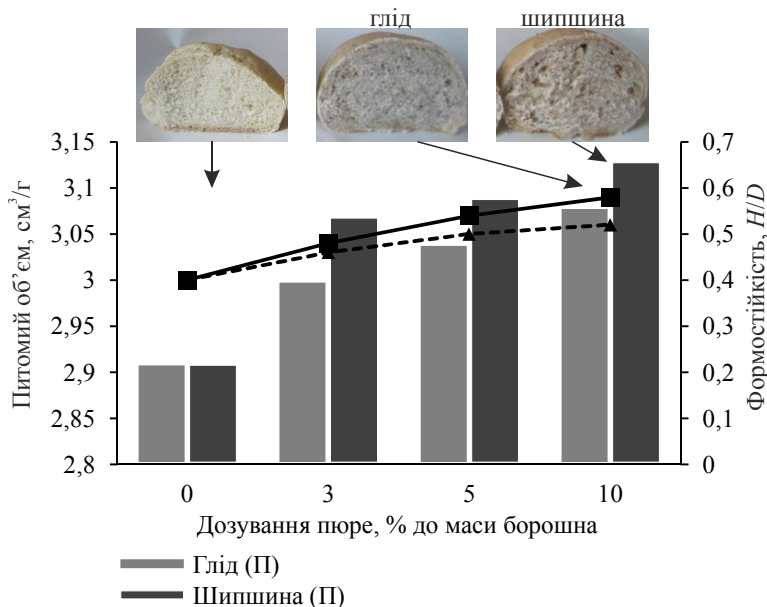 глід
шипшина
Питомий об’єм, см³/г
3,15
3,1
3,05
3
2,95
2,9
2,85
2,8
0,7
0,6
0,5
0,4
0,3
0,2
0,1
0
Формостійкість, H/D
0 3 5 10
Дозування пюре, % до маси борошна
Глід (П)
Шипшина (П)